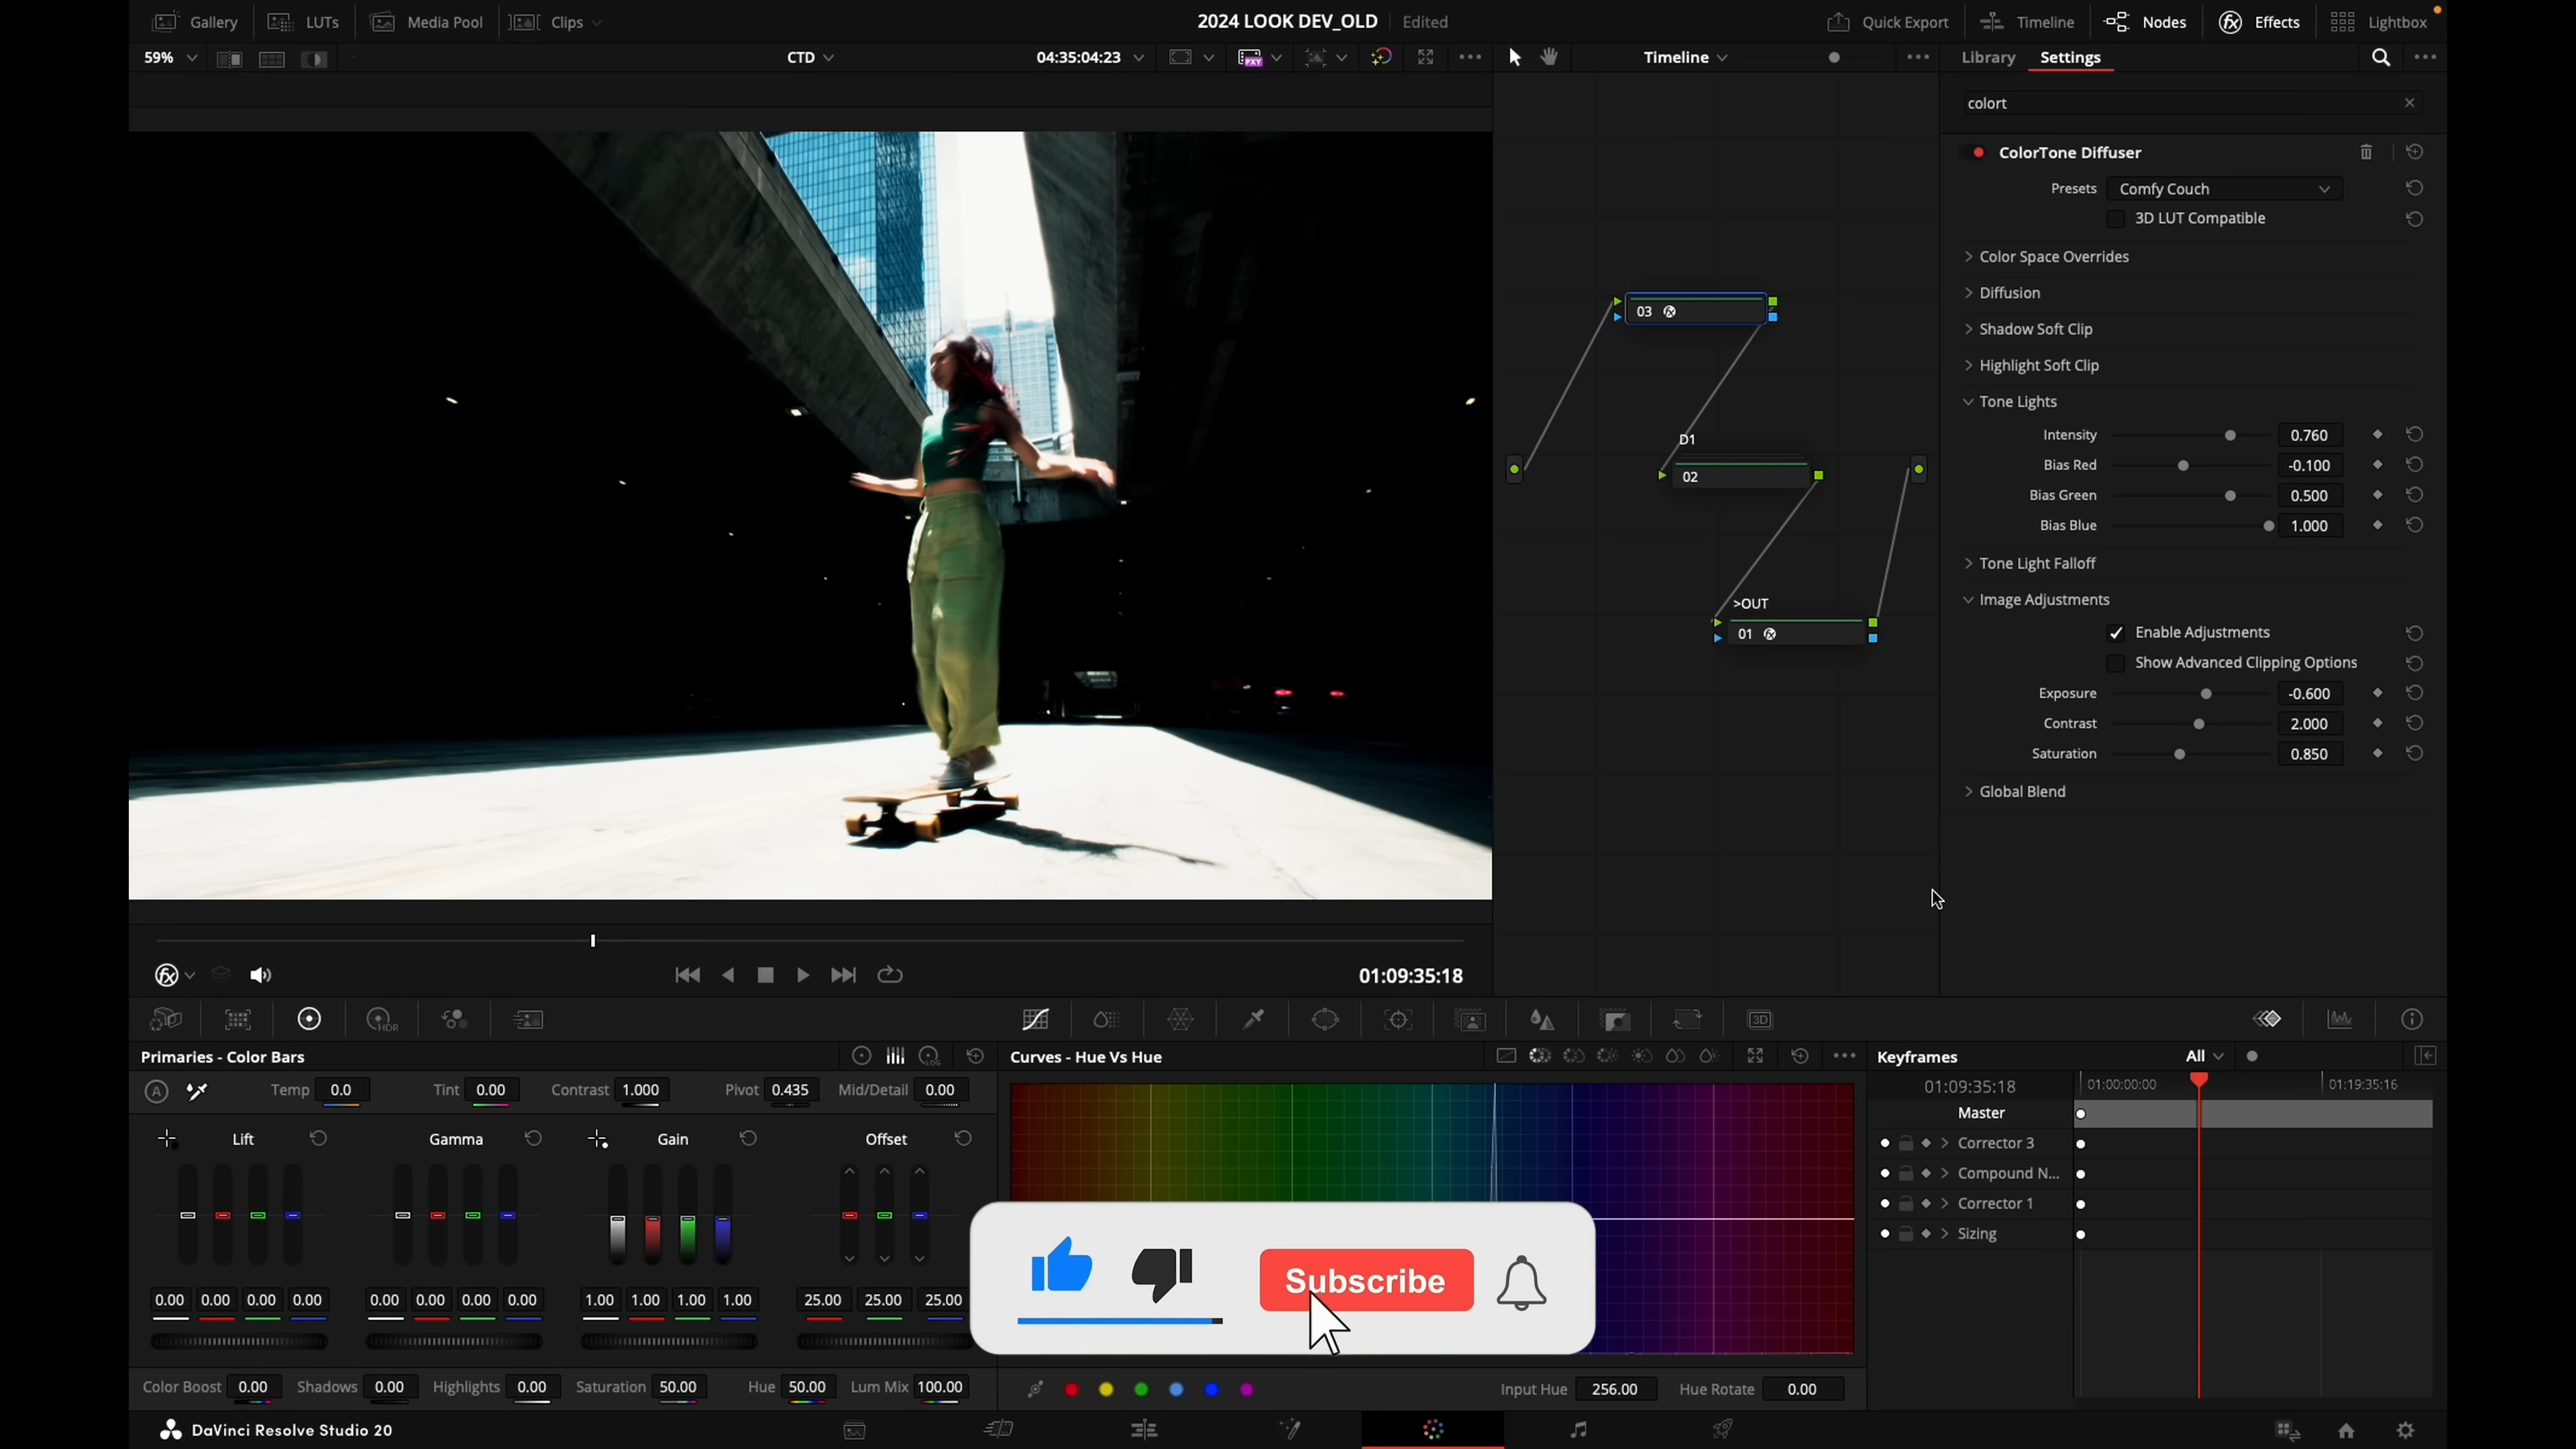 Gallery LUTs Media Pool Clips 2024 LOOK DEV_OLD Edited Quick Export Timeline Nodes Effects Lightbox
59% CTD 04:35:04:23 PXY Timeline Library Settings
colort
ColorTone Diffuser
Presets Comfy Couch
3D LUT Compatible
Color Space Overrides
Diffusion
Shadow Soft Clip
Highlight Soft Clip
Tone Lights
Intensity 0.760
Bias Red -0.100
Bias Green 0.500
Bias Blue 1.000
Tone Light Falloff
Image Adjustments
Enable Adjustments
Show Advanced Clipping Options
Exposure -0.600
Contrast 2.000
Saturation 0.850
Global Blend
03
D1
02
>OUT
01
01:09:35:18
HDR 3D
Primaries - Color Bars LOG
A Temp 0.0 Tint 0.00 Contrast 1.000 Pivot 0.435 Mid/Detail 0.00
Lift Gamma Gain Offset
0.00 0.00 0.00 0.00 0.00 0.00 0.00 0.00 1.00 1.00 1.00 1.00 25.00 25.00 25.00
Color Boost 0.00 Shadows 0.00 Highlights 0.00 Saturation 50.00 Hue 50.00 Lum Mix 100.00
Curves - Hue Vs Hue
Subscribe
Input Hue 256.00 Hue Rotate 0.00
Keyframes All
01:09:35:18 01:00:00:00 01:19:35:16
Master
Corrector 3
Compound N...
Corrector 1
Sizing
DaVinci Resolve Studio 20